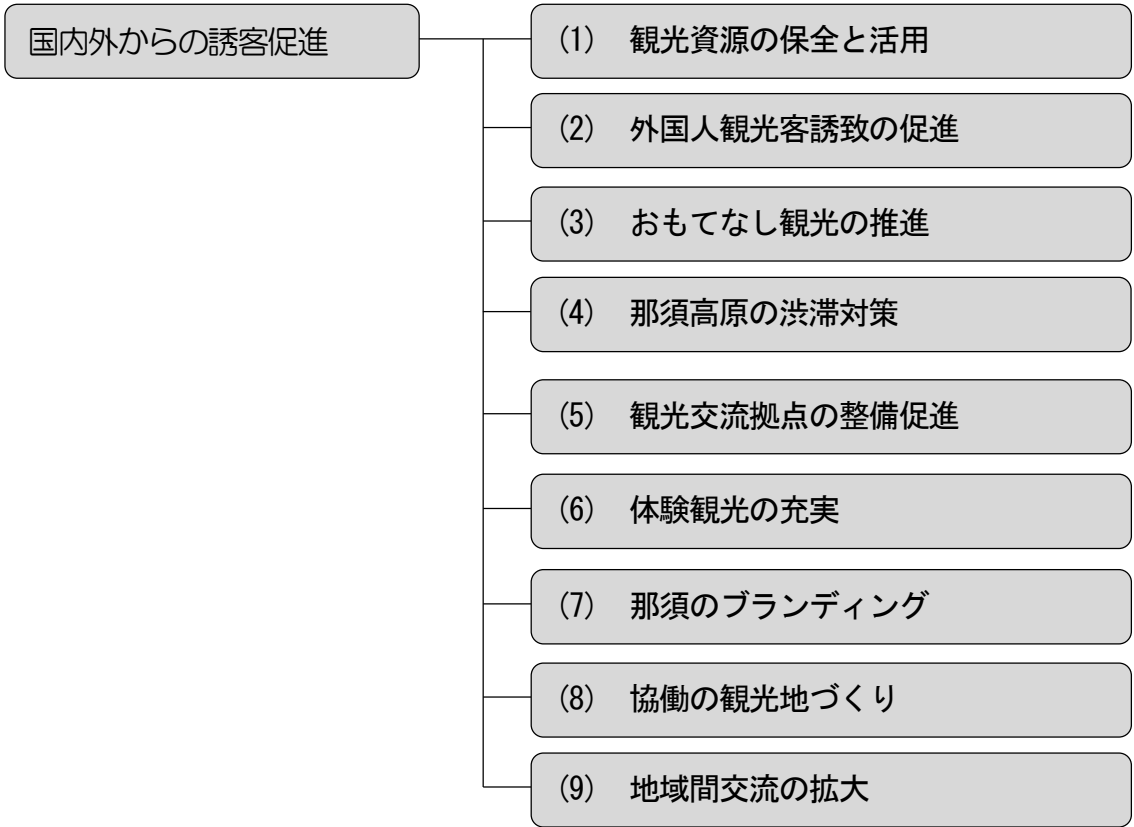 国内外からの誘客促進
(1) 観光資源の保全と活用
(2) 外国人観光客誘致の促進
(3) おもてなし観光の推進
(4) 那須高原の渋滞対策
(5) 観光交流拠点の整備促進
(6) 体験観光の充実
(7) 那須のブランディング
(8) 協働の観光地づくり
(9) 地域間交流の拡大